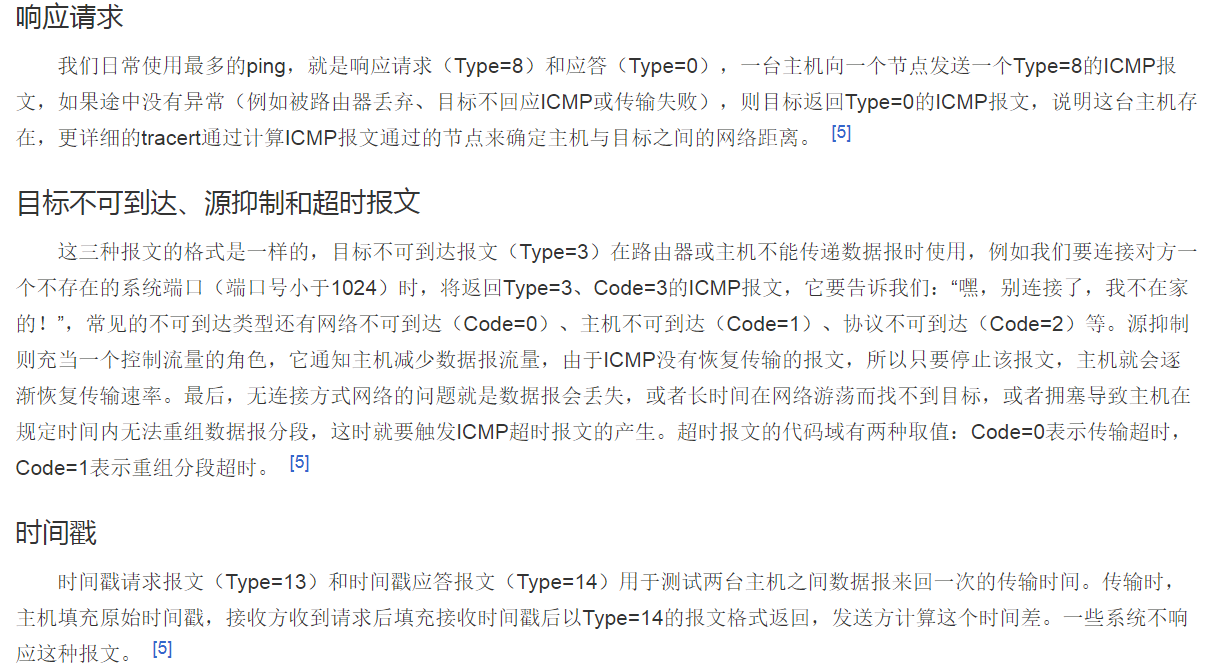 响应请求
我们日常使用最多的ping，就是响应请求（Type=8）和应答（Type=0），一台主机向一个节点发送一个Type=8的ICMP报
文，如果途中没有异常（例如被路由器丢弃、目标不回应ICMP或传输失败），则目标返回Type=0的ICMP报文，说明这台主机存
在，更详细的tracert通过计算ICMP报文通过的节点来确定主机与目标之间的网络距离。 [5]
目标不可到达、源抑制和超时报文
这三种报文的格式是一样的，目标不可到达报文（Type=3）在路由器或主机不能传递数据报时使用，例如我们要连接对方一
个不存在的系统端口（端口号小于1024）时，将返回Type=3、Code=3的ICMP报文，它要告诉我们：“嘿，别连接了，我不在家
的！”，常见的不可到达类型还有网络不可到达（Code=0）、主机不可到达（Code=1）、协议不可到达（Code=2）等。源抑制
则充当一个控制流量的角色，它通知主机减少数据报流量，由于ICMP没有恢复传输的报文，所以只要停止该报文，主机就会逐
渐恢复传输速率。最后，无连接方式网络的问题就是数据报会丢失，或者长时间在网络游荡而找不到目标，或者拥塞导致主机在
规定时间内无法重组数据报分段，这时就要触发ICMP超时报文的产生。超时报文的代码域有两种取值：Code=0表示传输超时，
Code=1表示重组分段超时。 [5]
时间戳
时间戳请求报文（Type=13）和时间戳应答报文（Type=14）用于测试两台主机之间数据报来回一次的传输时间。传输时，
主机填充原始时间戳，接收方收到请求后填充接收时间戳后以Type=14的报文格式返回，发送方计算这个时间差。一些系统不响
应这种报文。 [5]